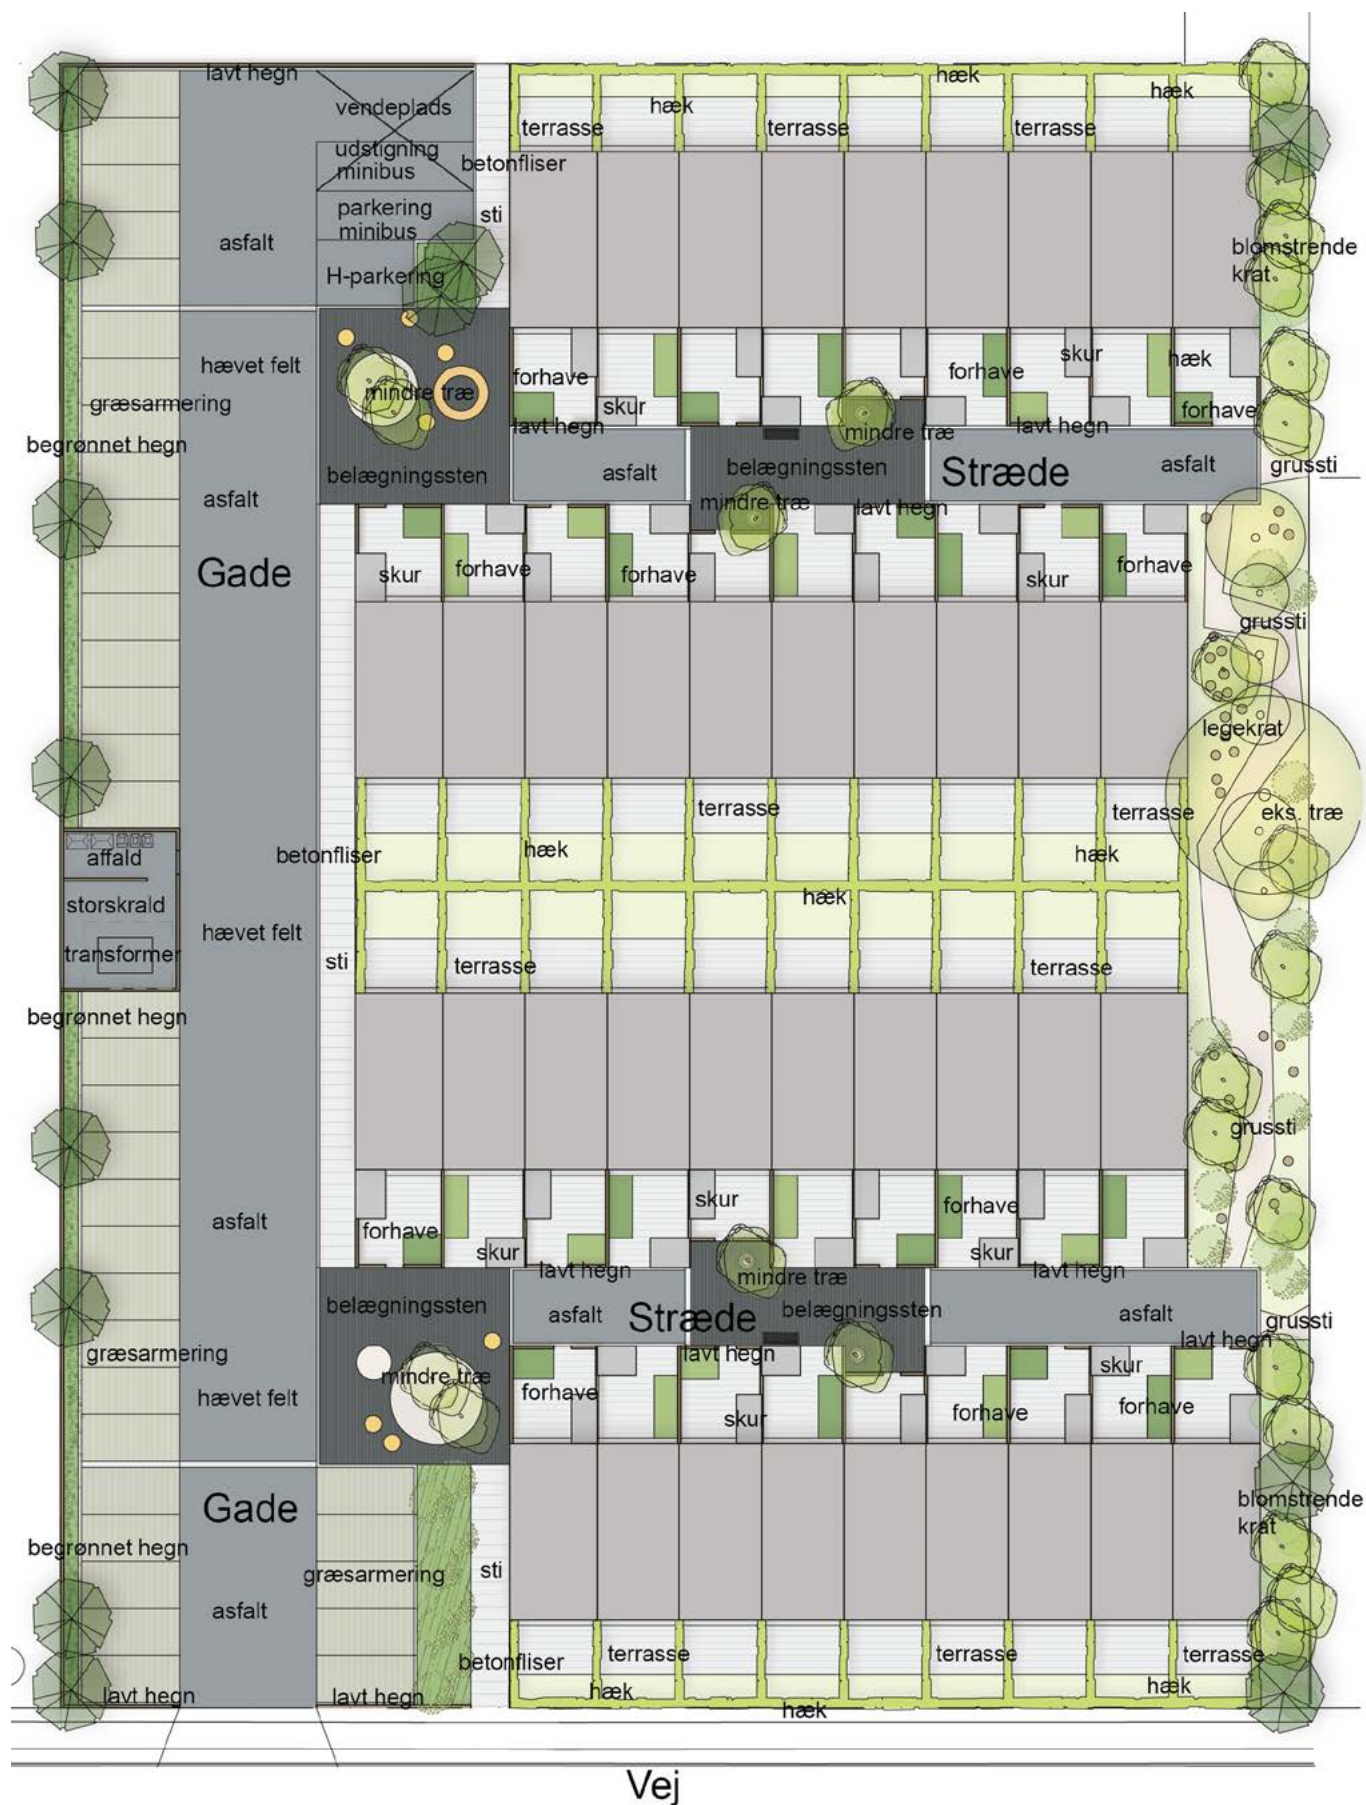 lavt hegn
vendeplads
udstigning
minibus
parkering
minibus
H-parkering
betonfliser
sti
asfalt
hæk
hæk
hæk
terrasse
terrasse
terrasse
blomstrende
krat
hævet felt
græsarmering
begrønnet hegn
mindre træ
belægningssten
forhave
skur
lavt hegn
forhave
skur
hæk
forhave
mindre træ
lavt hegn
asfalt
belægningssten
Stræde
asfalt
grussti
asfalt
mindre træ
lavt hegn
Gade
skur
forhave
forhave
skur
forhave
grussti
legekrat
terrasse
terrasse
eks. træ
affald
betonfliser
hæk
hæk
storskrald
hæk
hævet felt
transformer
sti
terrasse
terrasse
begrønnet hegn
grussti
asfalt
forhave
skur
skur
forhave
skur
lavt hegn
mindre træ
lavt hegn
belægningssten
asfalt
Stræde
belægningssten
asfalt
grussti
lavt hegn
græsarmering
lavt hegn
skur
mindre træ
hævet felt
forhave
skur
forhave
forhave
Gade
blomstrende
krat
begrønnet hegn
græsarmering
sti
asfalt
betonfliser
terrasse
terrasse
terrasse
hæk
hæk
lavt hegn
lavt hegn
hæk
Vej